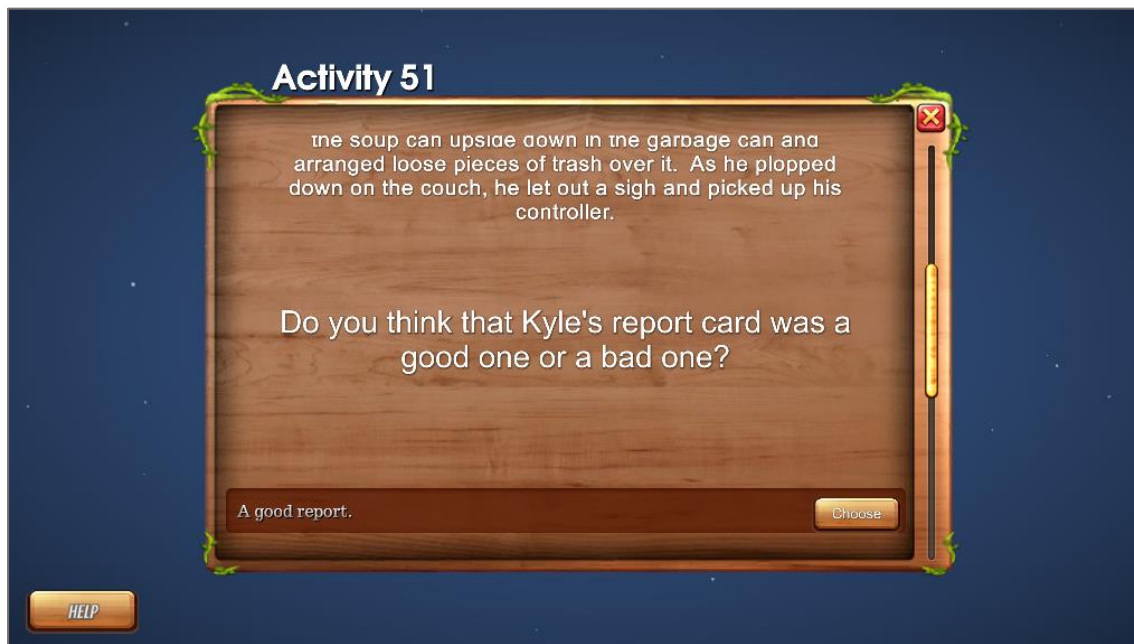 Activity 51
the soup can upside down in the garbage can and
arranged loose pieces of trash over it. As he plopped
down on the couch, he let out a sigh and picked up his
controller.
Do you think that Kyle's report card was a
good one or a bad one?
A good report.
Choose
HELP